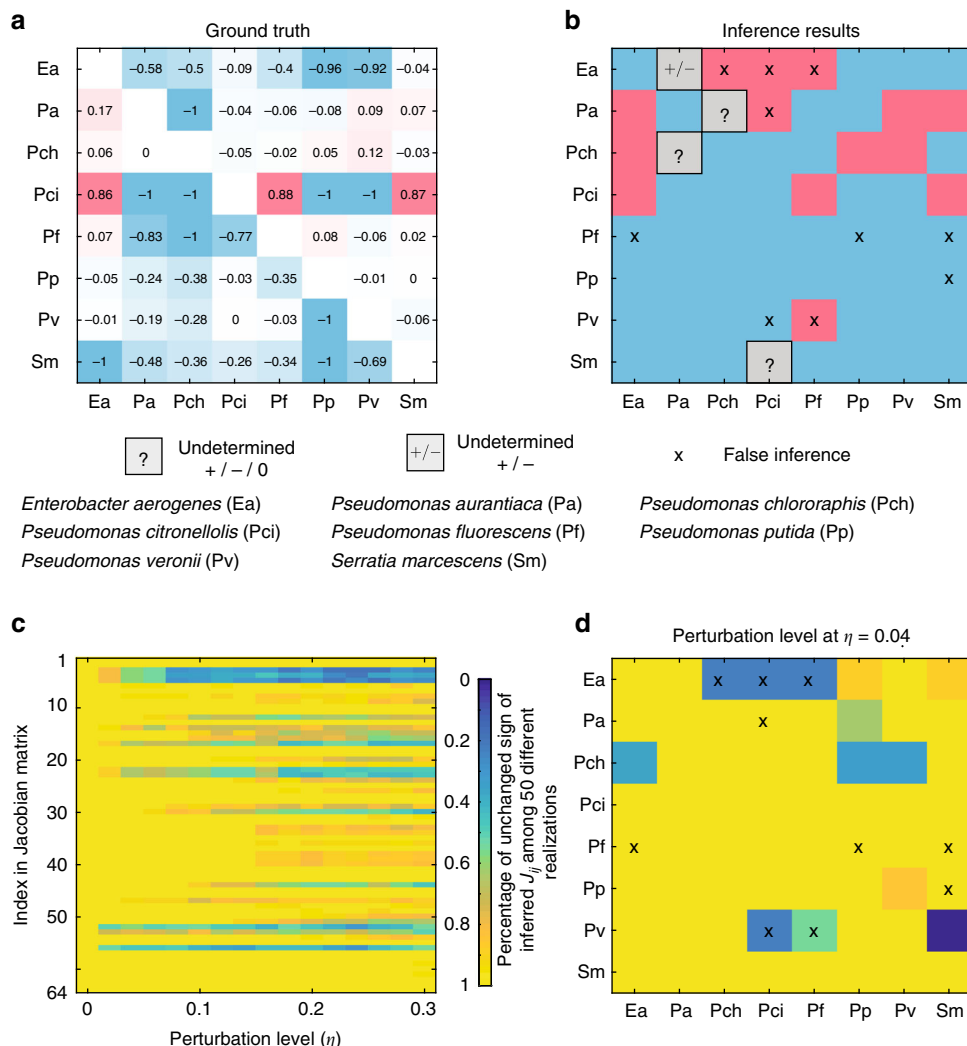 a
Ground truth
Ea −0.58 −0.5 −0.09 −0.4 −0.96 −0.92 −0.04
Pa 0.17 −1 −0.04 −0.06 −0.08 0.09 0.07
Pch 0.06 0 −0.05 −0.02 0.05 0.12 −0.03
Pci 0.86 −1 −1 0.88 −1 −1 0.87
Pf 0.07 −0.83 −1 −0.77 0.08 −0.06 0.02
Pp −0.05 −0.24 −0.38 −0.03 −0.35 −0.01 0
Pv −0.01 −0.19 −0.28 0 −0.03 −1 −0.06
Sm −1 −0.48 −0.36 −0.26 −0.34 −1 −0.69
Ea Pa Pch Pci Pf Pp Pv Sm
b
Inference results
Ea +/− x x x
Pa ? x
Pch ?
Pci
Pf x x x
Pp x
Pv x x
Sm ?
Ea Pa Pch Pci Pf Pp Pv Sm
? Undetermined
+ / − / 0
+/− Undetermined
+ / −
x False inference
Enterobacter aerogenes (Ea) Pseudomonas aurantiaca (Pa) Pseudomonas chlororaphis (Pch)
Pseudomonas citronellolis (Pci) Pseudomonas fluorescens (Pf) Pseudomonas putida (Pp)
Pseudomonas veronii (Pv) Serratia marcescens (Sm)
c
Index in Jacobian matrix
1
10
20
30
40
50
64
0 0.1 0.2 0.3
Perturbation level (η)
Percentage of unchanged sign of
inferred Jij among 50 different
realizations
0
0.2
0.4
0.6
0.8
1
d
Perturbation level at η = 0.04
Ea x x x
Pa x
Pch
Pci
Pf x x x
Pp x
Pv x x
Sm
Ea Pa Pch Pci Pf Pp Pv Sm